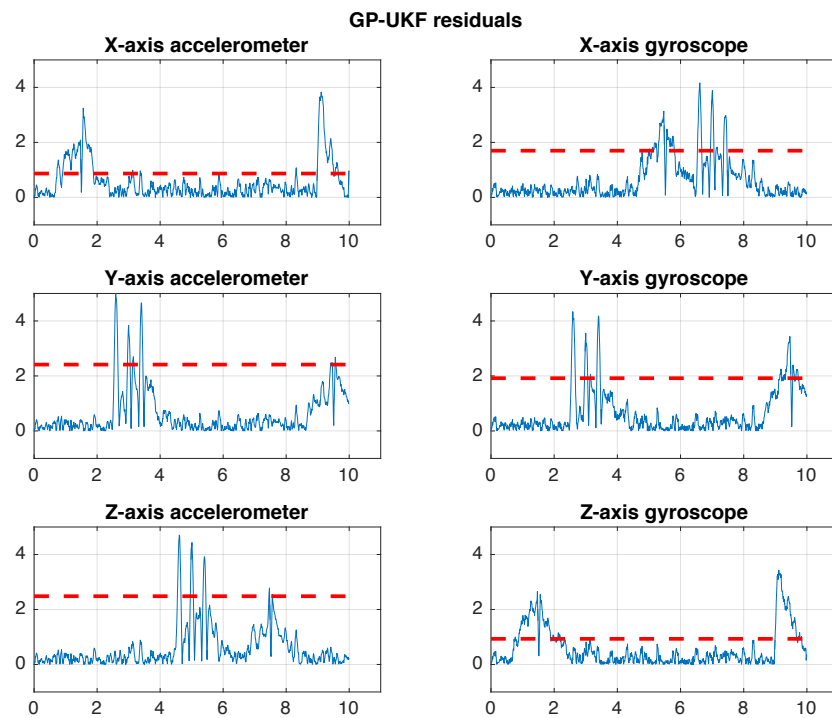 GP-UKF residuals
X-axis accelerometer
4
2
0
0 2 4 6 8 10
X-axis gyroscope
4
2
0
0 2 4 6 8 10
Y-axis accelerometer
4
2
0
0 2 4 6 8 10
Y-axis gyroscope
4
2
0
0 2 4 6 8 10
Z-axis accelerometer
4
2
0
0 2 4 6 8 10
Z-axis gyroscope
4
2
0
0 2 4 6 8 10